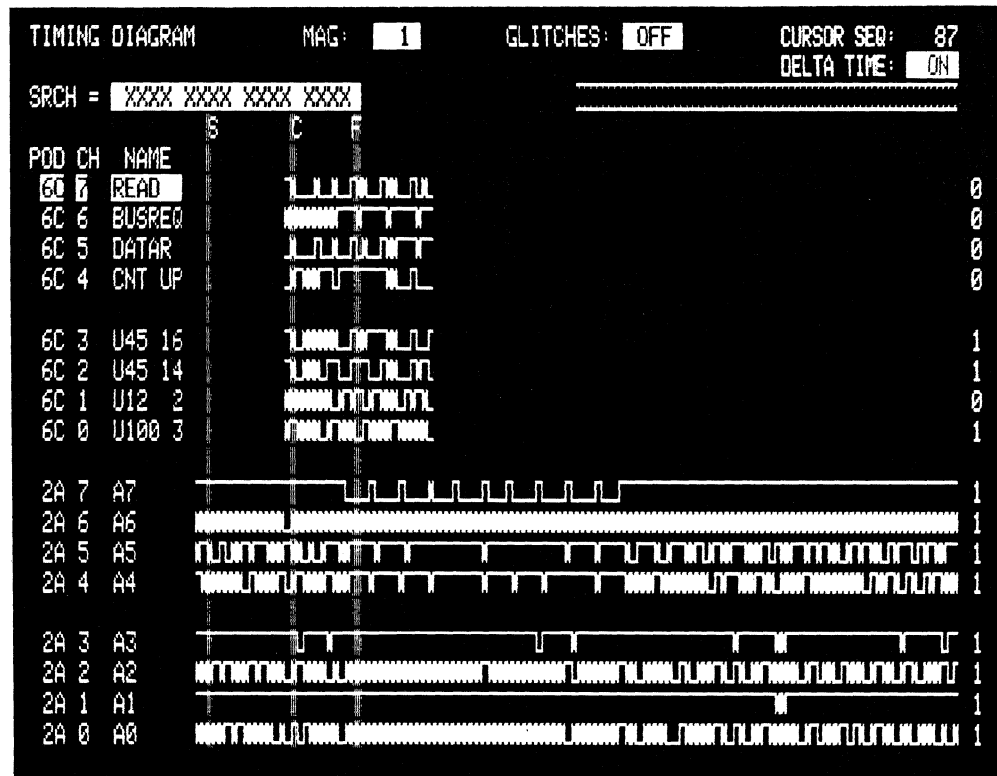 TIMING DIAGRAM MAG: 1 GLITCHES: OFF CURSOR SEQ: 87
DELTA TIME: ON
SRCH = XXXX XXXX XXXX XXXX
S C F
POD CH NAME
6C 7 READ 0
6C 6 BUSREQ 0
6C 5 DATAR 0
6C 4 CNT UP 0
6C 3 U45 16 1
6C 2 U45 14 1
6C 1 U12 2 0
6C 0 U100 3 1
2A 7 A7 1
2A 6 A6 1
2A 5 A5 1
2A 4 A4 1
2A 3 A3 1
2A 2 A2 1
2A 1 A1 1
2A 0 A0 1